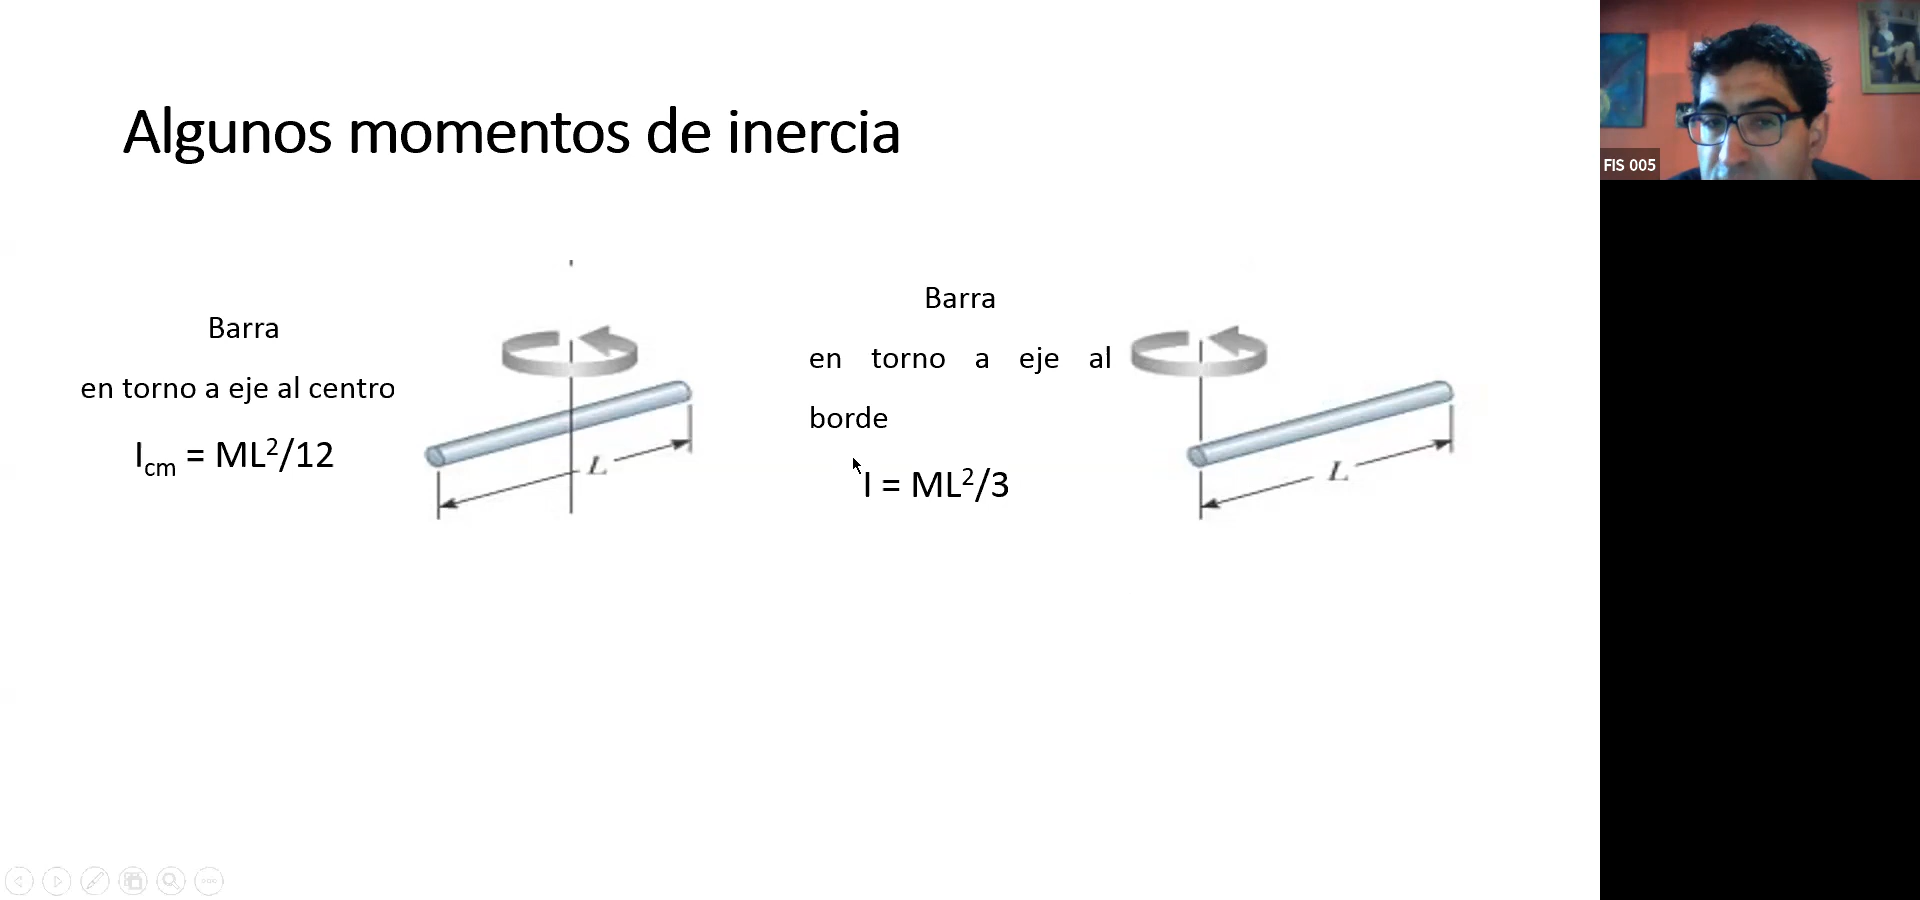 Algunos momentos de inercia
FIS 005
Barra
en torno a eje al centro
I_cm = ML²/12
L
Barra
en torno a eje al
borde
I = ML²/3
L